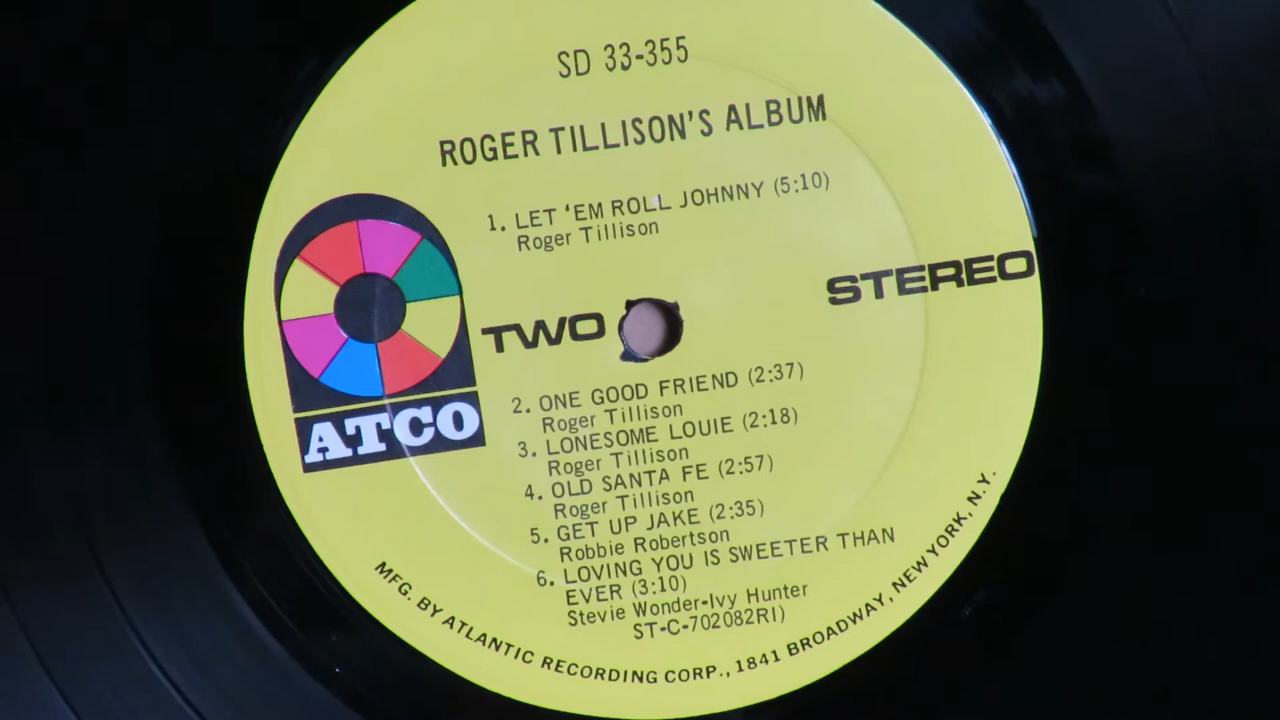 SD 33-355
ROGER TILLISON'S ALBUM
1. LET 'EM ROLL JOHNNY (5:10)
Roger Tillison
STEREO
TWO
ATCO
2. ONE GOOD FRIEND (2:37)
Roger Tillison
3. LONESOME LOUIE (2:18)
Roger Tillison
4. OLD SANTA FE (2:57)
Roger Tillison
5. GET UP JAKE (2:35)
Robbie Robertson
6. LOVING YOU IS SWEETER THAN
EVER (3:10)
Stevie Wonder-Ivy Hunter
ST-C-702082RI)
MFG. BY ATLANTIC RECORDING CORP., 1841 BROADWAY, NEW YORK, N.Y.